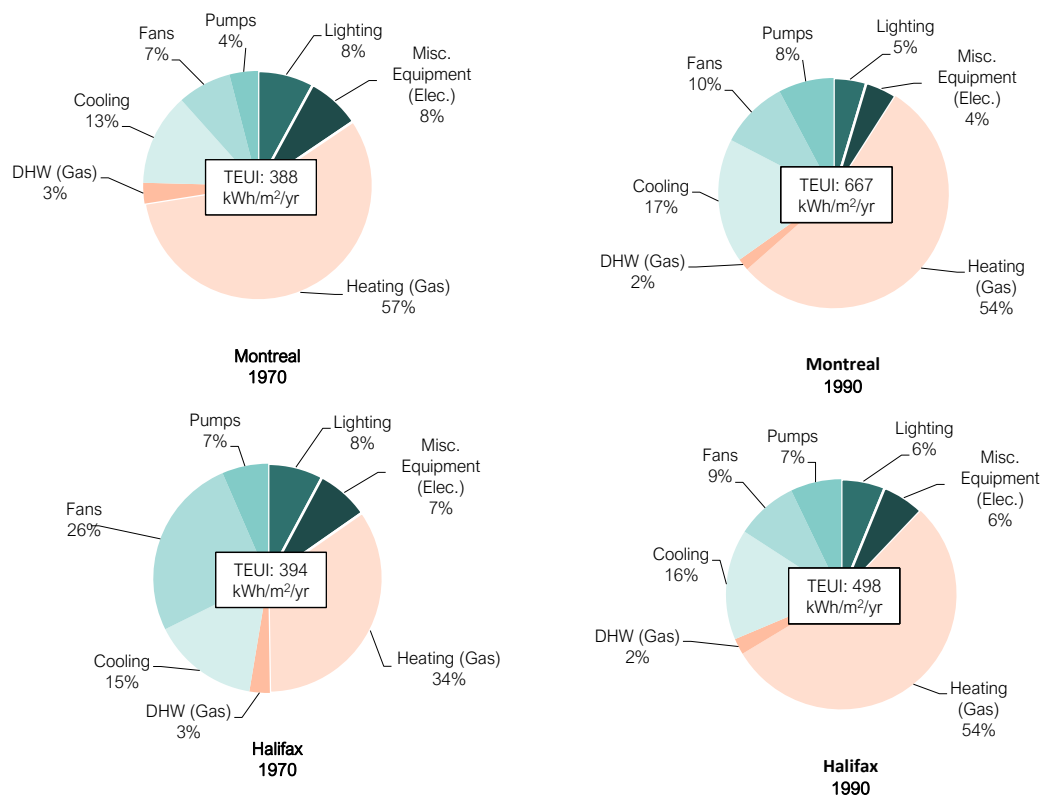 Pumps
4%
Lighting
8%
Fans
7%
Misc.
Equipment
(Elec.)
8%
Cooling
13%
DHW (Gas)
3%
TEUI: 388
kWh/m²/yr
Heating (Gas)
57%
Montreal
1970
Pumps
8%
Lighting
5%
Fans
10%
Misc.
Equipment
(Elec.)
4%
Cooling
17%
TEUI: 667
kWh/m²/yr
DHW (Gas)
2%
Heating
(Gas)
54%
Montreal
1990
Pumps
7%
Lighting
8%
Misc.
Equipment
(Elec.)
7%
Fans
26%
TEUI: 394
kWh/m²/yr
Cooling
15%
Heating (Gas)
34%
DHW (Gas)
3%
Halifax
1970
Pumps
7%
Lighting
6%
Fans
9%
Misc.
Equipment
(Elec.)
6%
Cooling
16%
TEUI: 498
kWh/m²/yr
DHW (Gas)
2%
Heating
(Gas)
54%
Halifax
1990